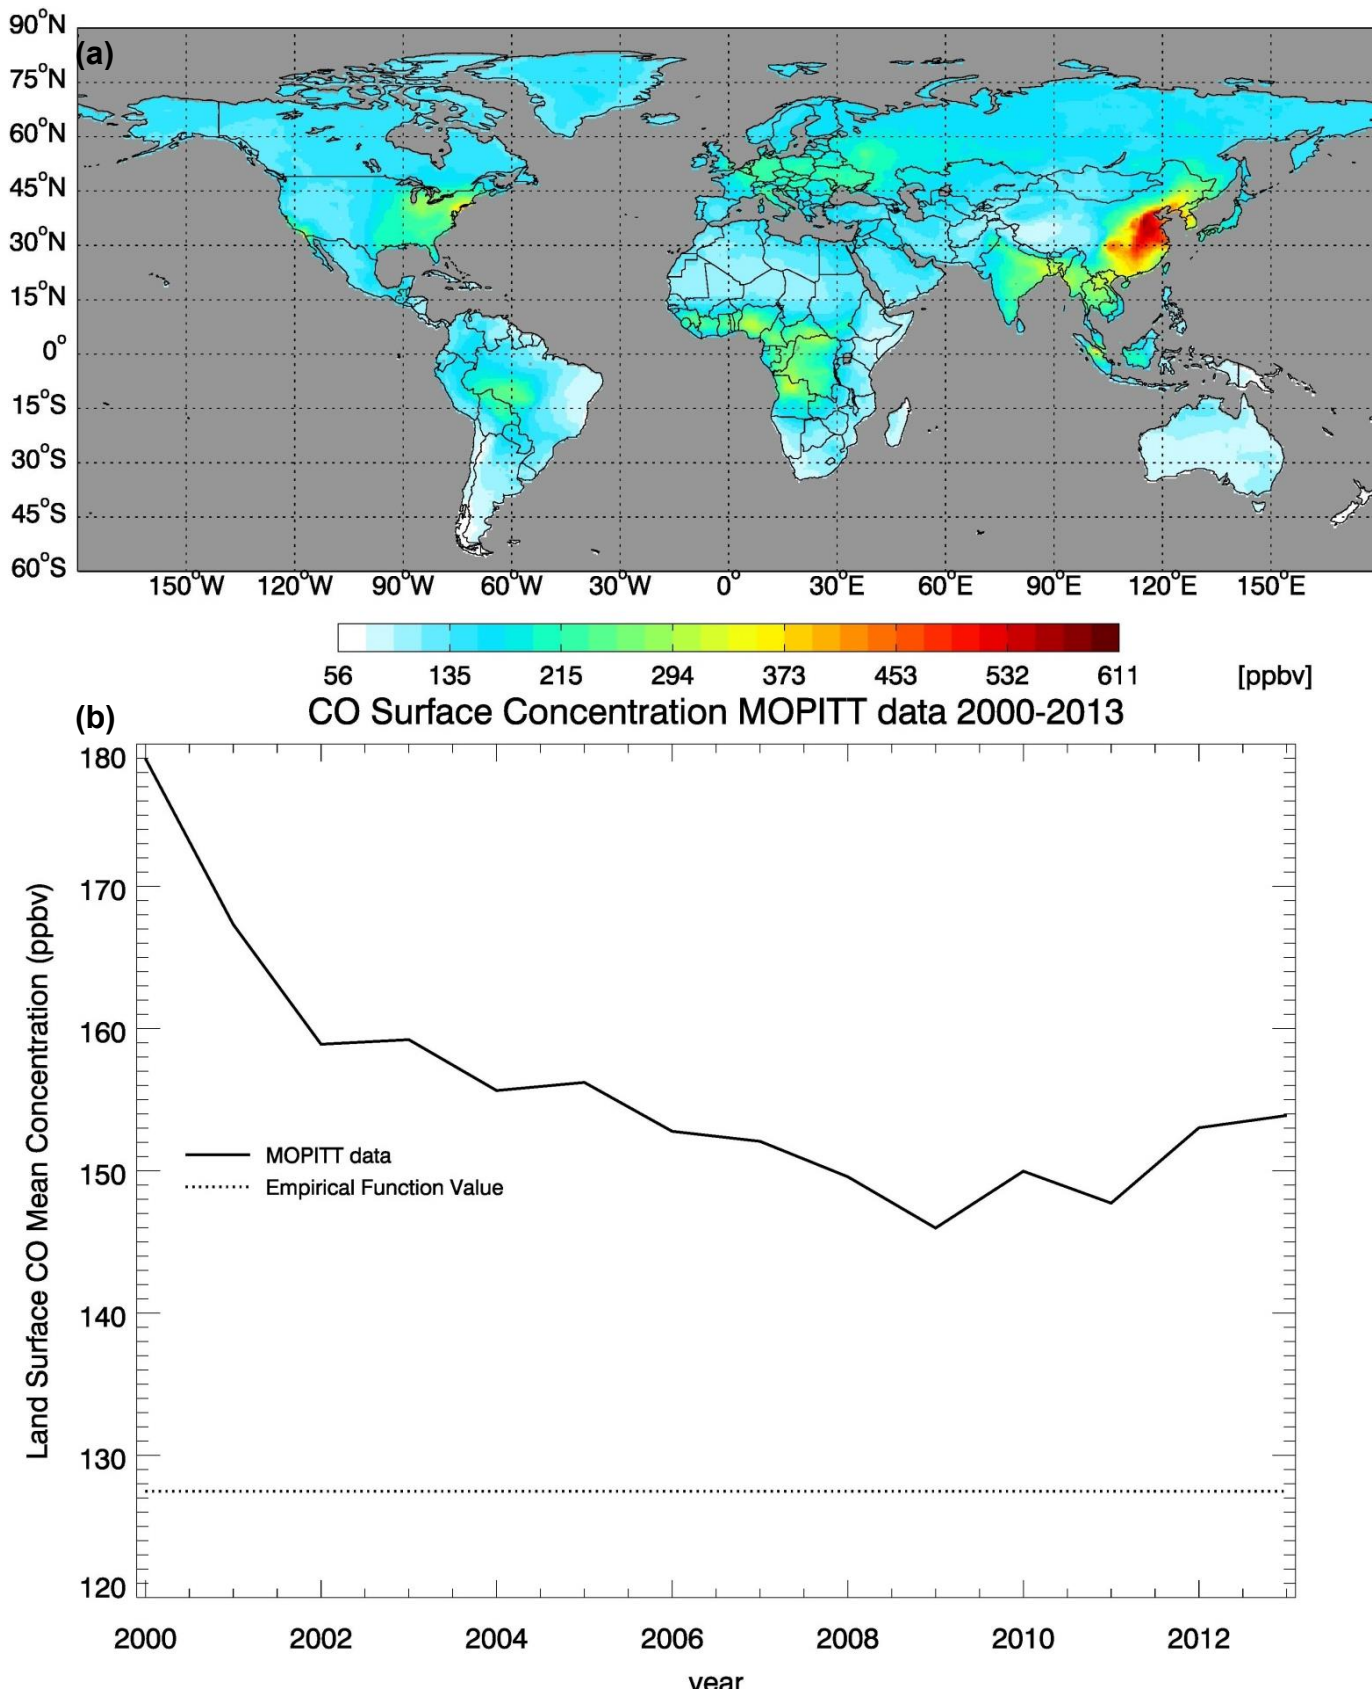 90°N
(a)
75°N
60°N
45°N
30°N
15°N
0°
15°S
30°S
45°S
60°S
150°W 120°W 90°W 60°W 30°W 0° 30°E 60°E 90°E 120°E 150°E
56 135 215 294 373 453 532 611 [ppbv]
CO Surface Concentration MOPITT data 2000-2013
(b)
180
170
160
150
140
130
120
Land Surface CO Mean Concentration (ppbv)
MOPITT data
Empirical Function Value
2000 2002 2004 2006 2008 2010 2012
year